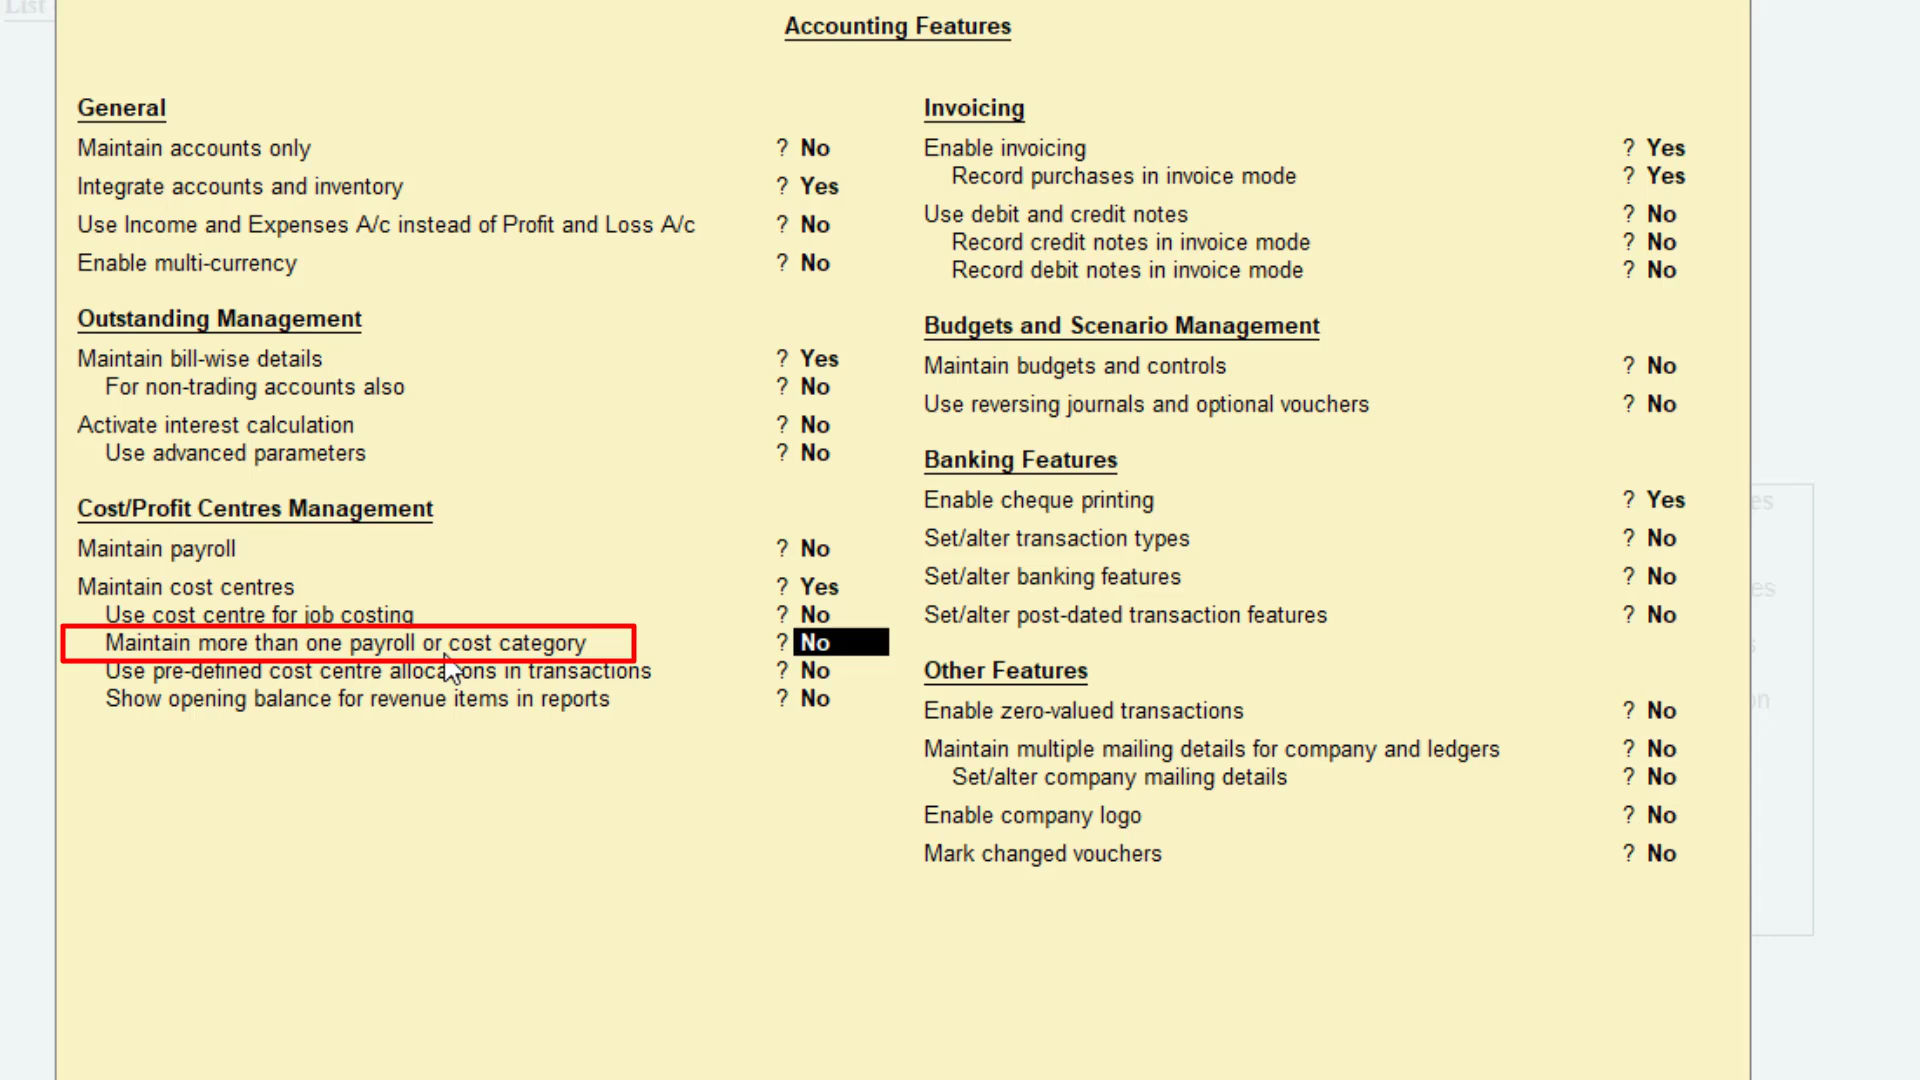 List
Accounting Features
General
Maintain accounts only ? No
Integrate accounts and inventory ? Yes
Use Income and Expenses A/c instead of Profit and Loss A/c ? No
Enable multi-currency ? No
Outstanding Management
Maintain bill-wise details ? Yes
For non-trading accounts also ? No
Activate interest calculation ? No
Use advanced parameters ? No
Cost/Profit Centres Management
Maintain payroll ? No
Maintain cost centres ? Yes
Use cost centre for job costing ? No
Maintain more than one payroll or cost category ? No
Use pre-defined cost centre allocations in transactions ? No
Show opening balance for revenue items in reports ? No
Invoicing
Enable invoicing ? Yes
Record purchases in invoice mode ? Yes
Use debit and credit notes ? No
Record credit notes in invoice mode ? No
Record debit notes in invoice mode ? No
Budgets and Scenario Management
Maintain budgets and controls ? No
Use reversing journals and optional vouchers ? No
Banking Features
Enable cheque printing ? Yes
Set/alter transaction types ? No
Set/alter banking features ? No
Set/alter post-dated transaction features ? No
Other Features
Enable zero-valued transactions ? No
Maintain multiple mailing details for company and ledgers ? No
Set/alter company mailing details ? No
Enable company logo ? No
Mark changed vouchers ? No